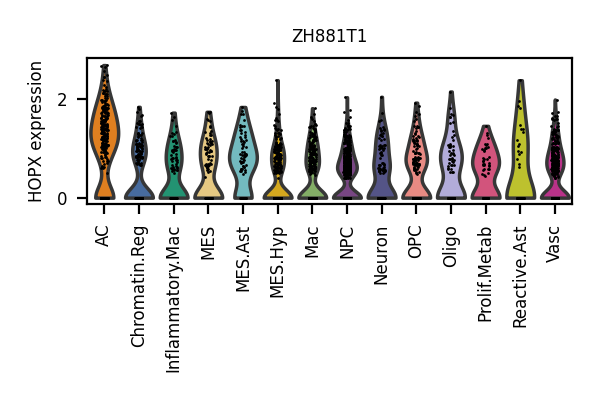 ZH881T1
HOPX expression
2
0
AC
Chromatin.Reg
Inflammatory.Mac
MES
MES.Ast
MES.Hyp
Mac
NPC
Neuron
OPC
Oligo
Prolif.Metab
Reactive.Ast
Vasc